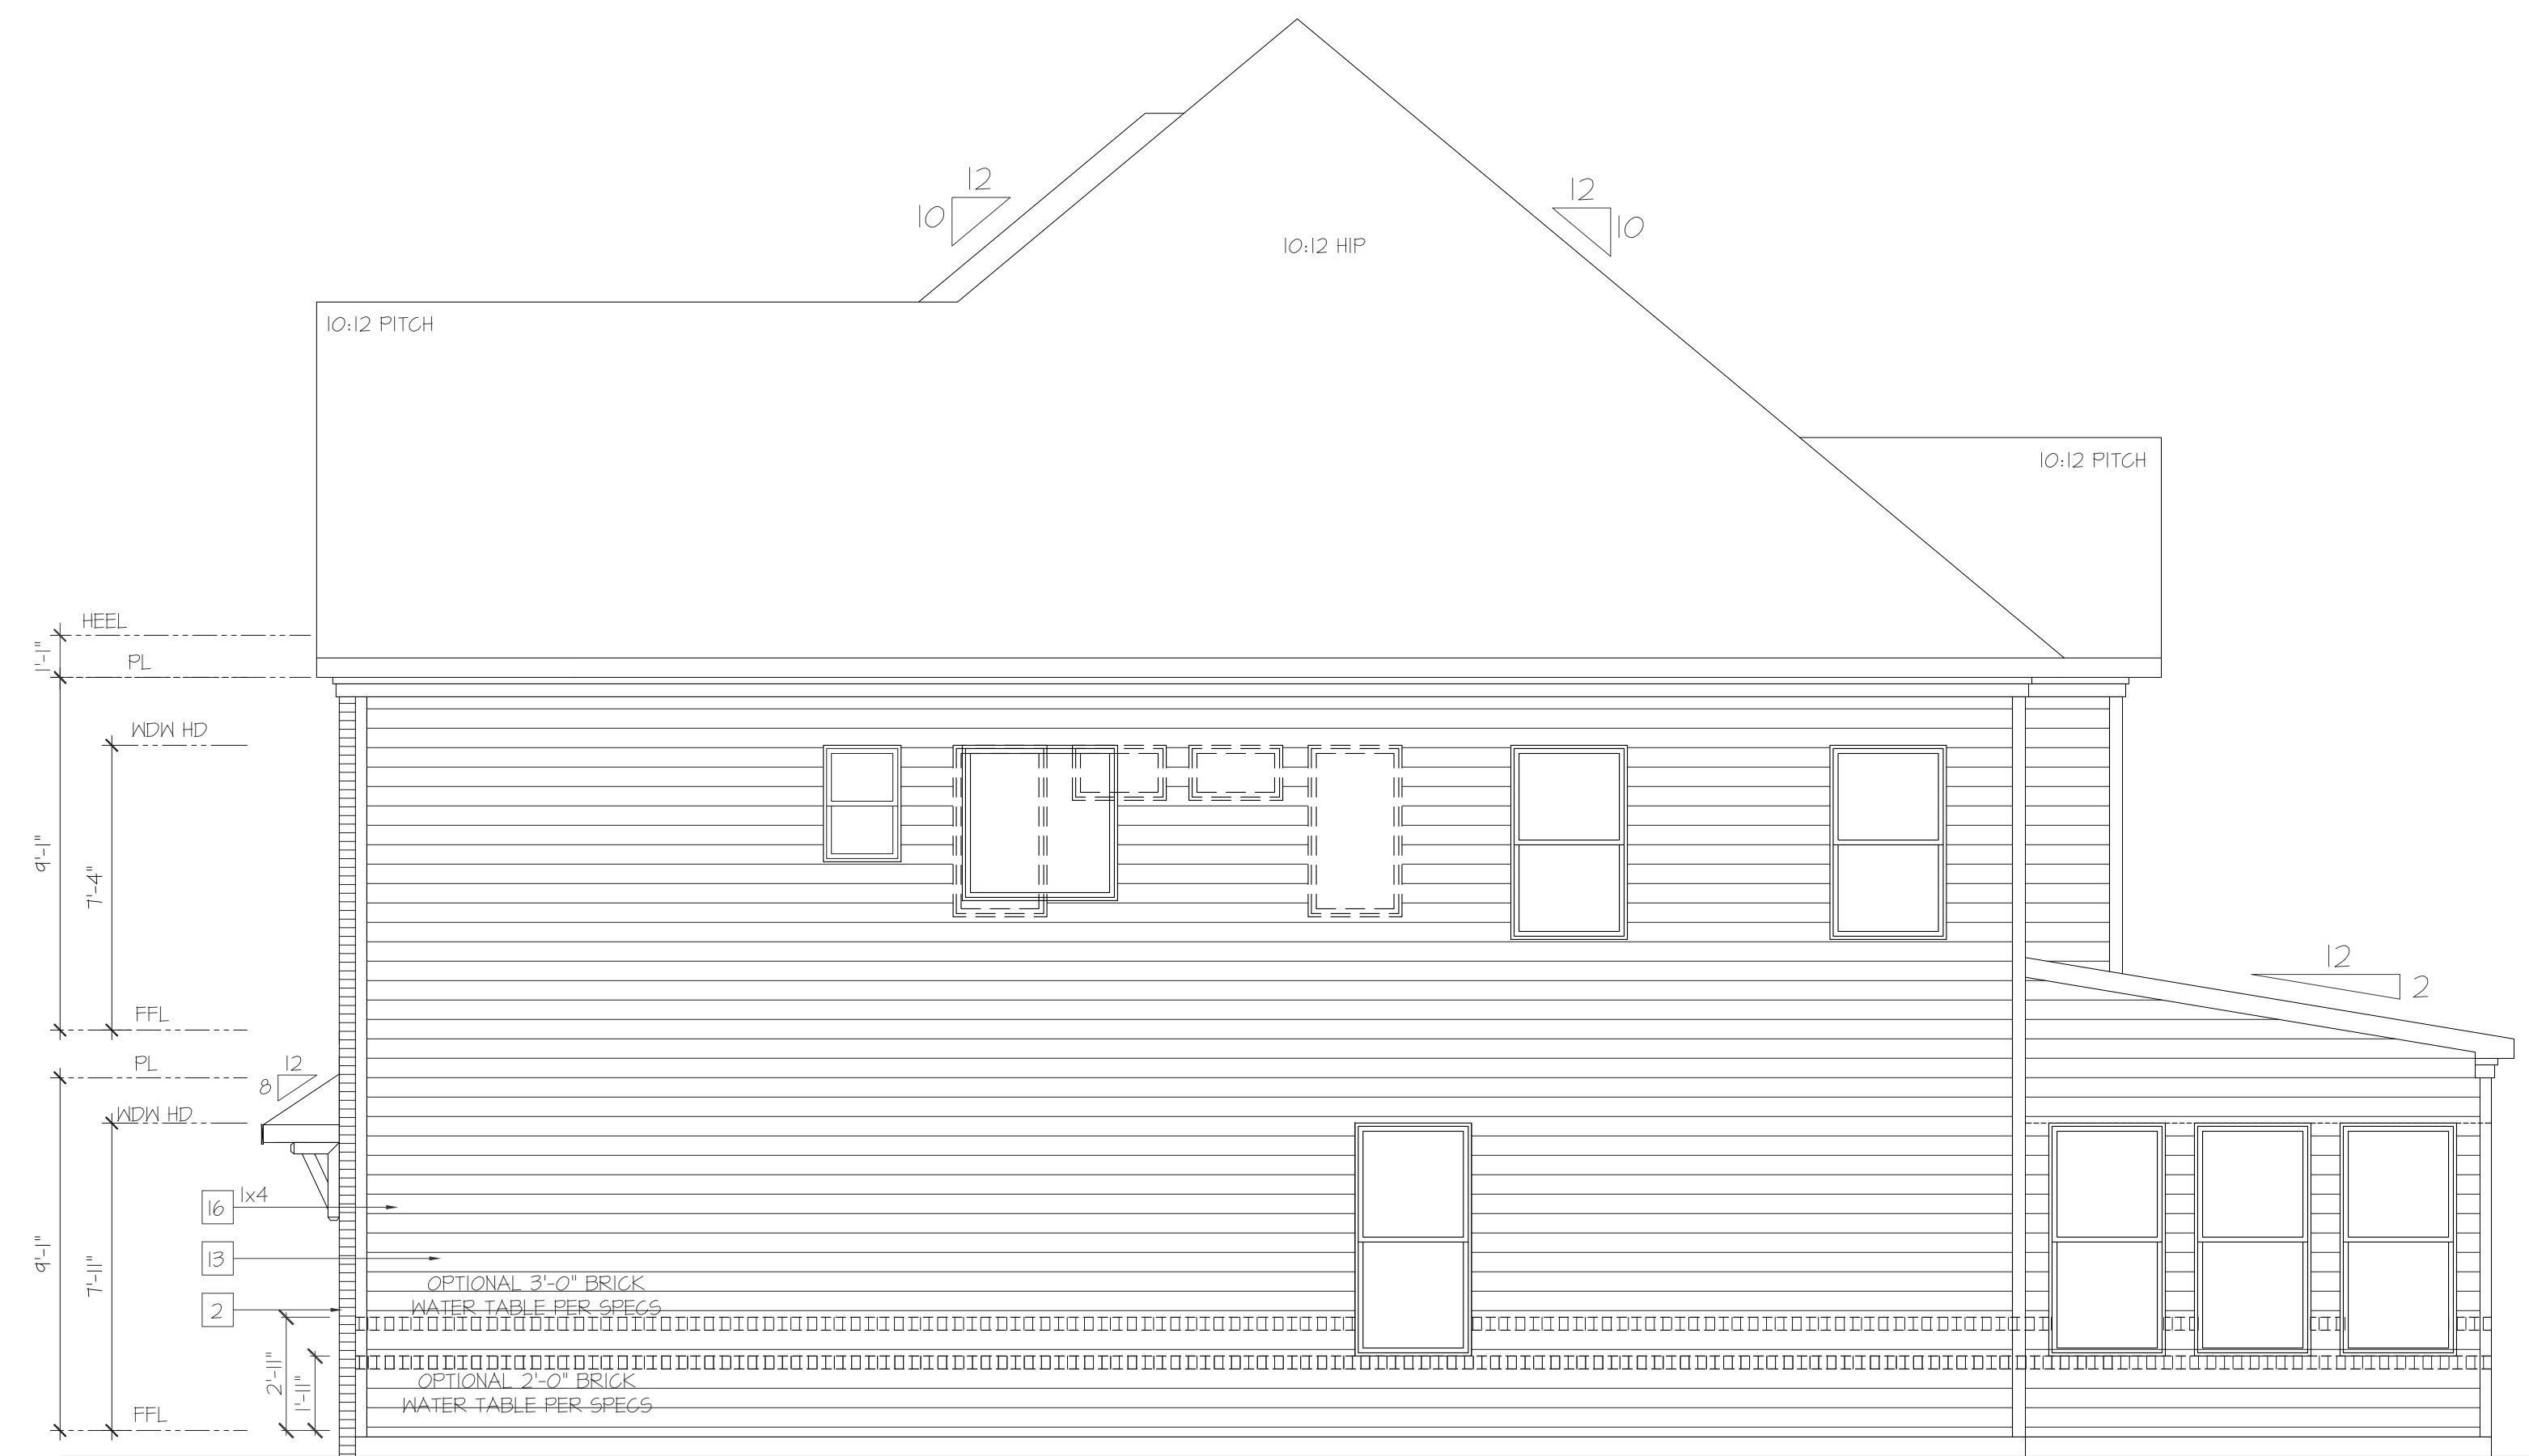 12
10
12
10
10:12 HIP
10:12 PITCH
10:12 PITCH
HEEL
1'-1"
PL
WDW HD
9'-1"
7'-4"
12
2
FFL
PL
12
8
WDW HD
1x4
16
9'-1"
7'-11"
13
OPTIONAL 3'-0" BRICK
WATER TABLE PER SPECS
2
2'-11"
1'-11"
OPTIONAL 2'-0" BRICK
WATER TABLE PER SPECS
FFL